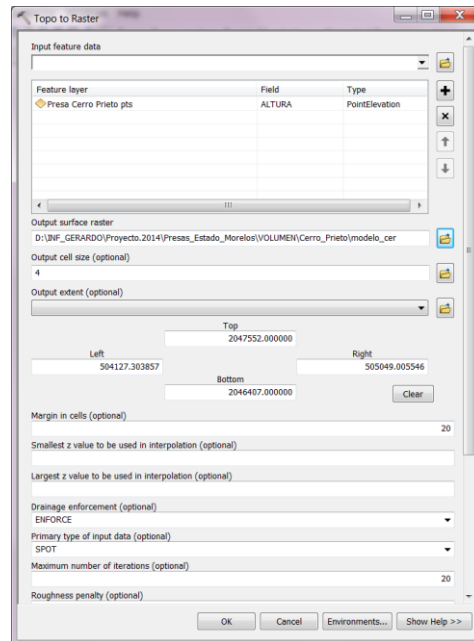 Topo to Raster
Input feature data
Feature layer Field Type
Presa Cerro Prieto pts ALTURA PointElevation
Output surface raster
D:\INF_GERARDO\Proyecto.2014\Presas_Estado_Morelos\VOLUMEN\Cerro_Prieto\modelo_cer
Output cell size (optional)
4
Output extent (optional)
Top
2047552.000000
Left Right
504127.303857 505049.005546
Bottom
2046407.000000
Clear
Margin in cells (optional)
20
Smallest z value to be used in interpolation (optional)
Largest z value to be used in interpolation (optional)
Drainage enforcement (optional)
ENFORCE
Primary type of input data (optional)
SPOT
Maximum number of iterations (optional)
20
Roughness penalty (optional)
OK Cancel Environments... Show Help >>